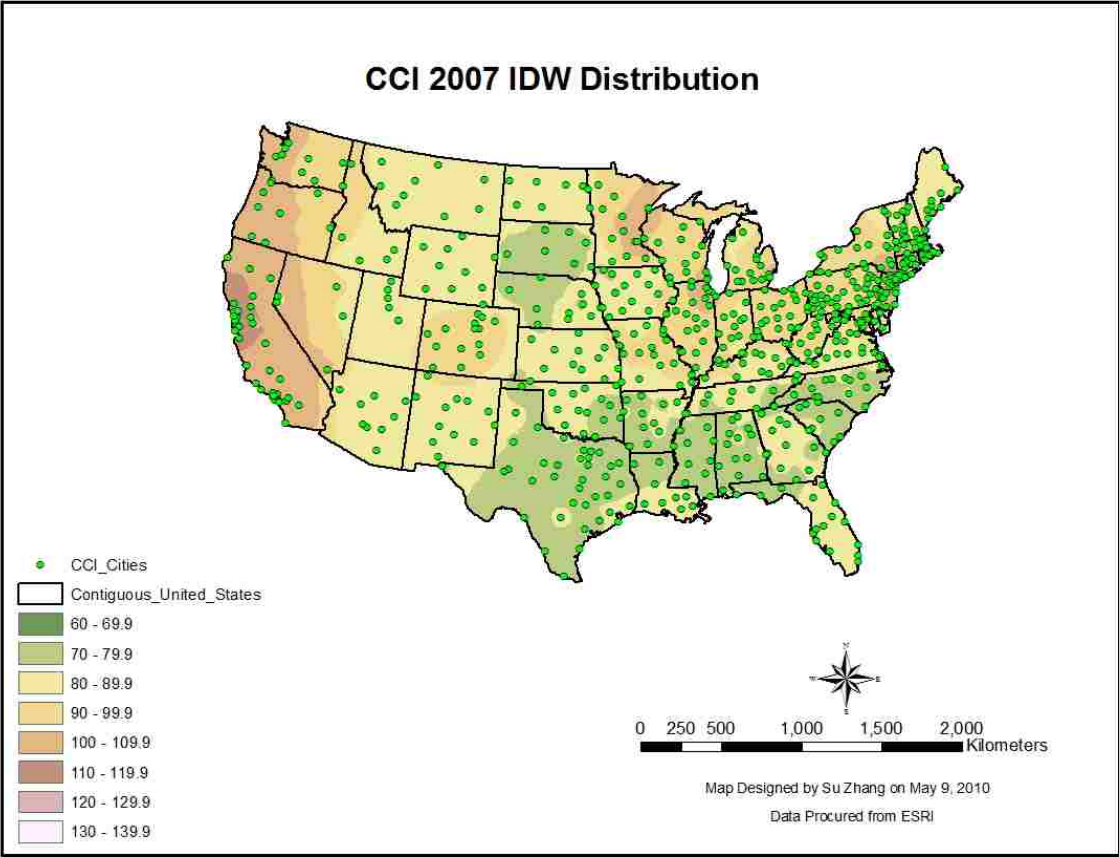 CCI 2007 IDW Distribution
CCI_Cities
Contiguous_United_States
60 - 69.9
70 - 79.9
80 - 89.9
90 - 99.9
100 - 109.9
110 - 119.9
120 - 129.9
130 - 139.9
N
W E
S
0 250 500 1,000 1,500 2,000
Kilometers
Map Designed by Su Zhang on May 9, 2010
Data Procured from ESRI